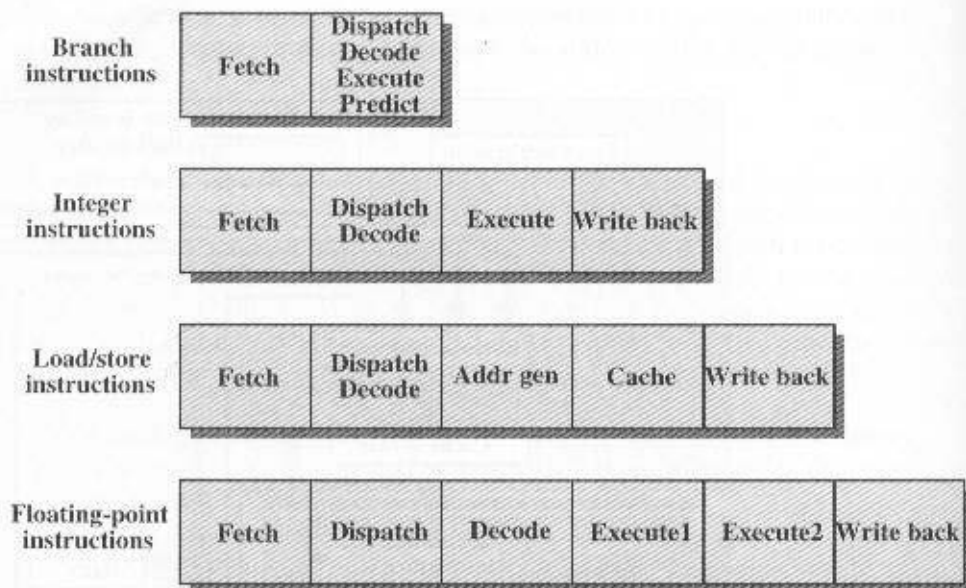 Branch
instructions
Fetch
Dispatch
Decode
Execute
Predict
Integer
instructions
Fetch
Dispatch
Decode
Execute
Write back
Load/store
instructions
Fetch
Dispatch
Decode
Addr gen
Cache
Write back
Floating-point
instructions
Fetch
Dispatch
Decode
Execute1
Execute2
Write back